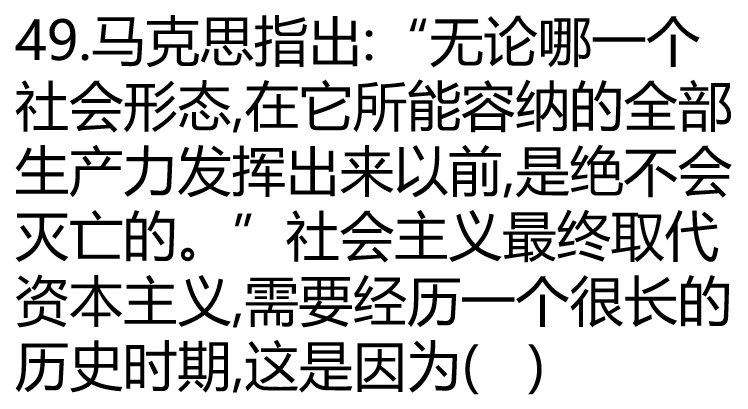 49.马克思指出:“无论哪一个
社会形态,在它所能容纳的全部
生产力发挥出来以前,是绝不会
灭亡的。”社会主义最终取代
资本主义,需要经历一个很长的
历史时期,这是因为(  )